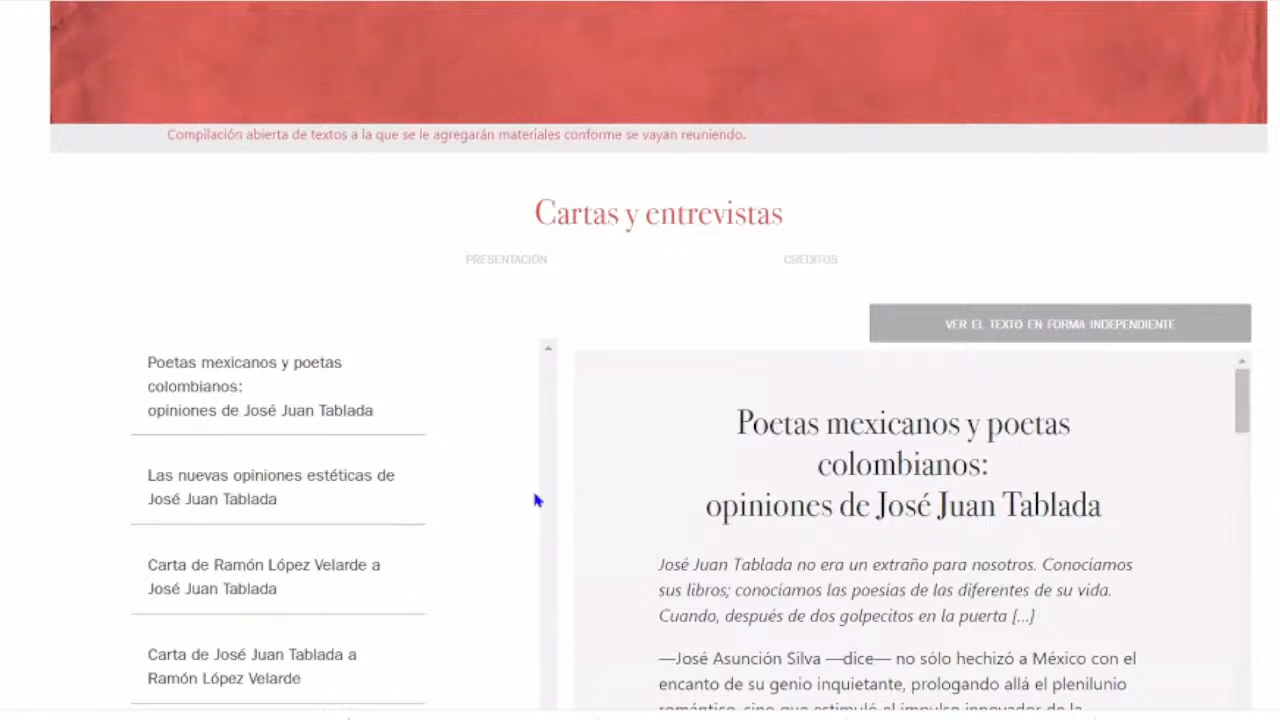 Compilación abierta de textos a la que se le agregarán materiales conforme se vayan reuniendo.
Cartas y entrevistas
PRESENTACIÓN
CRÉDITOS
VER EL TEXTO EN FORMA INDEPENDIENTE
Poetas mexicanos y poetas
colombianos:
opiniones de José Juan Tablada
Las nuevas opiniones estéticas de
José Juan Tablada
Carta de Ramón López Velarde a
José Juan Tablada
Carta de José Juan Tablada a
Ramón López Velarde
Poetas mexicanos y poetas
colombianos:
opiniones de José Juan Tablada
José Juan Tablada no era un extraño para nosotros. Conocíamos
sus libros; conocíamos las poesías de las diferentes de su vida.
Cuando, después de dos golpecitos en la puerta [...]
—José Asunción Silva —dice— no sólo hechizó a México con el
encanto de su genio inquietante, prologando allá el plenilunio
romántico, sino que estimuló el impulso innovador de la